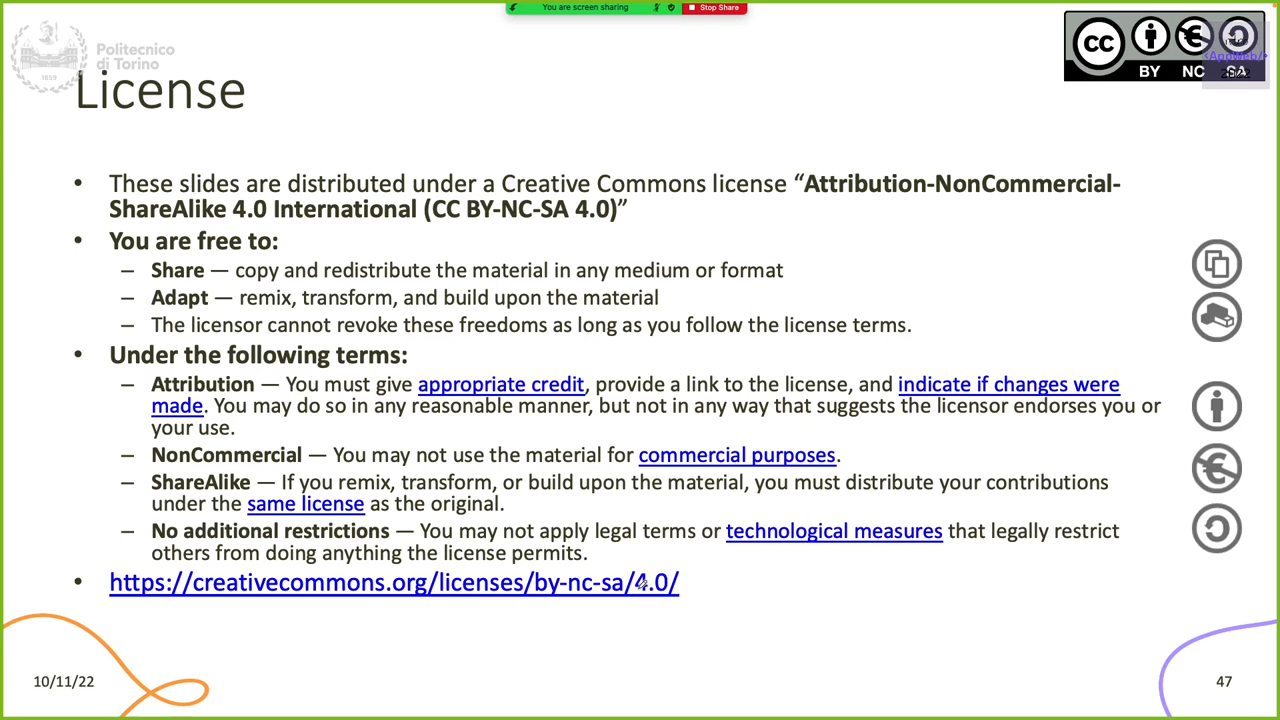 You are screen sharing
Stop Share
Politecnico
di Torino
1859
License
CC
BY NC SA
• These slides are distributed under a Creative Commons license “Attribution-NonCommercial-
ShareAlike 4.0 International (CC BY-NC-SA 4.0)”
• You are free to:
– Share — copy and redistribute the material in any medium or format
– Adapt — remix, transform, and build upon the material
– The licensor cannot revoke these freedoms as long as you follow the license terms.
• Under the following terms:
– Attribution — You must give appropriate credit, provide a link to the license, and indicate if changes were
made. You may do so in any reasonable manner, but not in any way that suggests the licensor endorses you or
your use.
– NonCommercial — You may not use the material for commercial purposes.
– ShareAlike — If you remix, transform, or build upon the material, you must distribute your contributions
under the same license as the original.
– No additional restrictions — You may not apply legal terms or technological measures that legally restrict
others from doing anything the license permits.
• https://creativecommons.org/licenses/by-nc-sa/4.0/
10/11/22
47